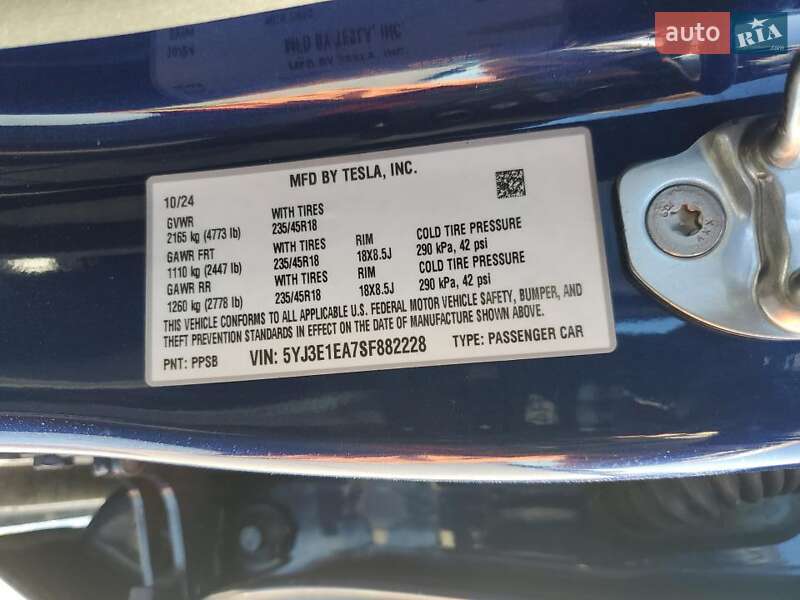 auto RIA.com
MFD BY TESLA, INC.
10/24
GVWR WITH TIRES
2165 kg (4773 lb) 235/45R18
GAWR FRT WITH TIRES RIM COLD TIRE PRESSURE
1110 kg (2447 lb) 235/45R18 18X8.5J 290 kPa, 42 psi
GAWR RR WITH TIRES RIM COLD TIRE PRESSURE
1260 kg (2778 lb) 235/45R18 18X8.5J 290 kPa, 42 psi
THIS VEHICLE CONFORMS TO ALL APPLICABLE U.S. FEDERAL MOTOR VEHICLE SAFETY, BUMPER, AND
THEFT PREVENTION STANDARDS IN EFFECT ON THE DATE OF MANUFACTURE SHOWN ABOVE.
PNT: PPSB VIN: 5YJ3E1EA7SF882228 TYPE: PASSENGER CAR